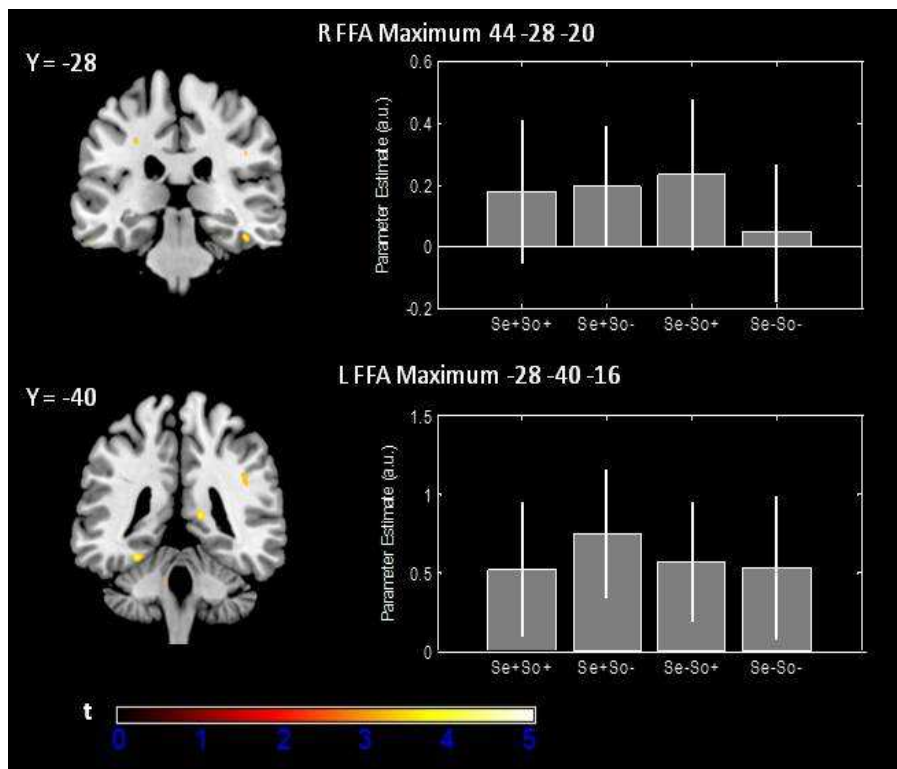 R FFA Maximum 44 -28 -20
Y = -28
0.6
0.4
0.2
0
-0.2
Parameter Estimate (a.u.)
Se+So+ Se+So- Se-So+ Se-So-
L FFA Maximum -28 -40 -16
Y = -40
1.5
1
0.5
0
Parameter Estimate (a.u.)
Se+So+ Se+So- Se-So+ Se-So-
t
0 1 2 3 4 5